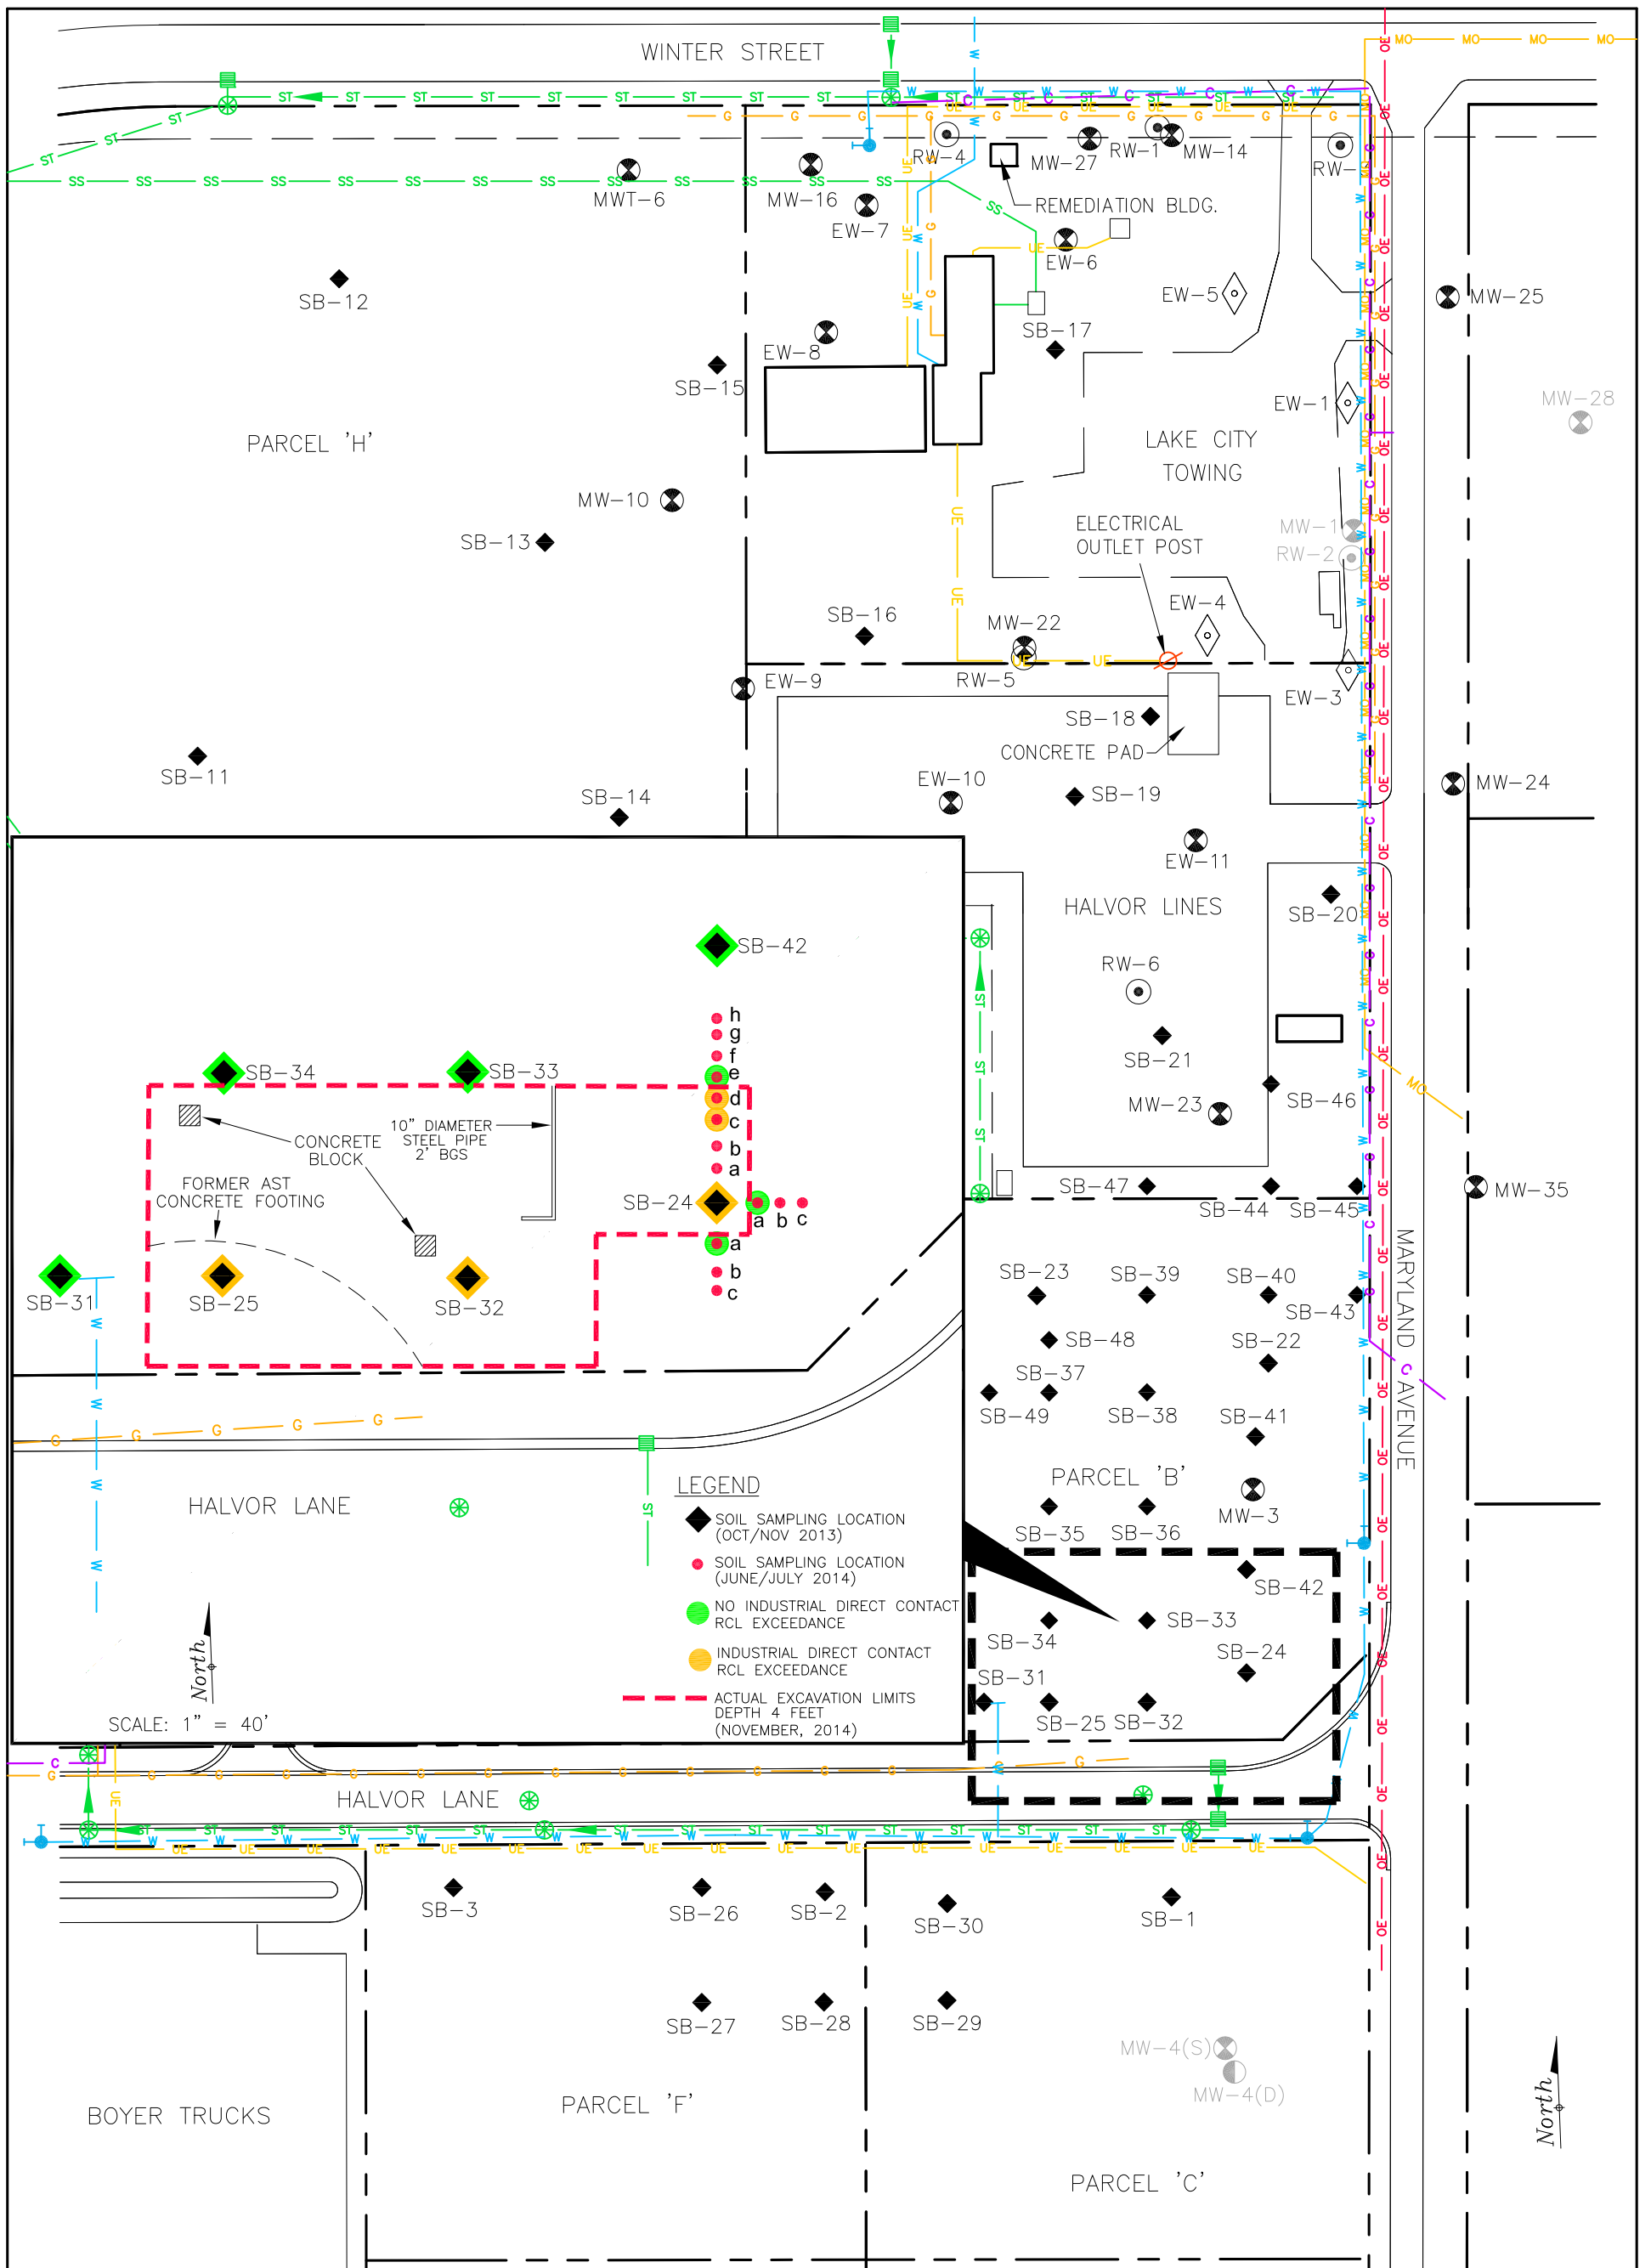 WINTER STREET
RW-4
MW-27
RW-1
MW-14
MWT-6
MW-16
EW-7
REMEDIATION BLDG.
EW-6
SB-12
EW-5
MW-25
SB-17
EW-8
SB-15
EW-1
MW-28
PARCEL 'H'
LAKE CITY
TOWING
MW-10
SB-13
ELECTRICAL
OUTLET POST
MW-1
RW-2
SB-16
MW-22
EW-4
RW-5
EW-9
EW-3
SB-18
CONCRETE PAD
SB-11
SB-14
EW-10
SB-19
MW-24
EW-11
HALVOR LINES
SB-20
RW-6
SB-21
SB-46
MW-23
SB-47
SB-44
SB-45
MW-35
MARYLAND AVENUE
SB-23
SB-39
SB-40
SB-43
SB-48
SB-22
SB-37
SB-49
SB-38
SB-41
PARCEL 'B'
MW-3
SB-35
SB-36
SB-42
SB-33
SB-34
SB-24
SB-31
SB-25
SB-32
SB-42
h
g
f
e
d
c
b
a
SB-34
SB-33
10" DIAMETER
STEEL PIPE
2' BGS
CONCRETE
BLOCK
FORMER AST
CONCRETE FOOTING
SB-24
a b c
a
b
c
SB-31
SB-25
SB-32
G G G G G
W W W
ST
HALVOR LANE
LEGEND
SOIL SAMPLING LOCATION
(OCT/NOV 2013)
SOIL SAMPLING LOCATION
(JUNE/JULY 2014)
NO INDUSTRIAL DIRECT CONTACT
RCL EXCEEDANCE
INDUSTRIAL DIRECT CONTACT
RCL EXCEEDANCE
ACTUAL EXCAVATION LIMITS
DEPTH 4 FEET
(NOVEMBER, 2014)
North
SCALE: 1" = 40'
HALVOR LANE
SB-3
SB-26
SB-2
SB-30
SB-1
SB-27
SB-28
SB-29
MW-4(S)
MW-4(D)
BOYER TRUCKS
PARCEL 'F'
PARCEL 'C'
North